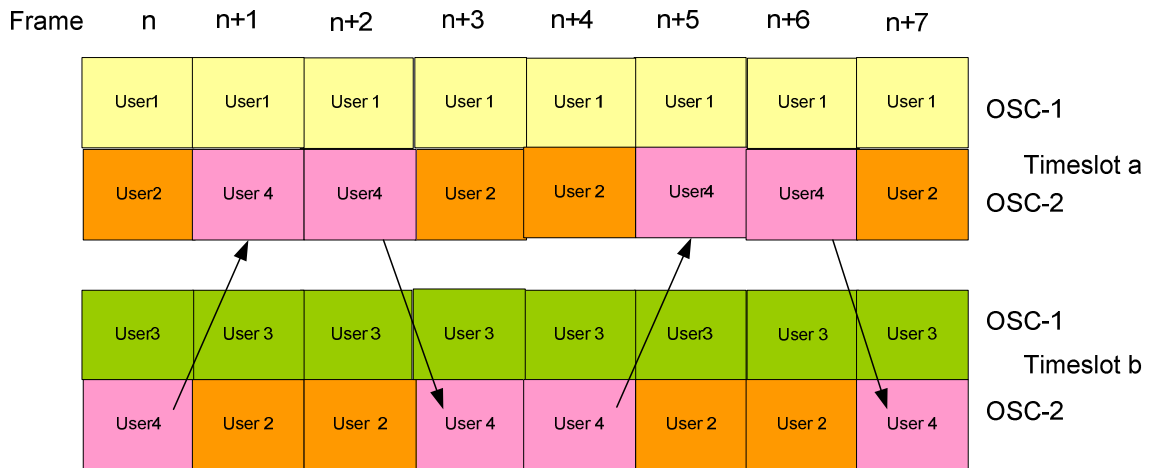 Frame n n+1 n+2 n+3 n+4 n+5 n+6 n+7
User1 User1 User 1 User 1 User 1 User 1 User 1 User 1 OSC-1
Timeslot a
User2 User 4 User4 User 2 User 2 User4 User4 User 2 OSC-2
User3 User 3 User3 User 3 User 3 User3 User 3 User 3 OSC-1
Timeslot b
User4 User 2 User 2 User 4 User 4 User 2 User 2 User 4 OSC-2